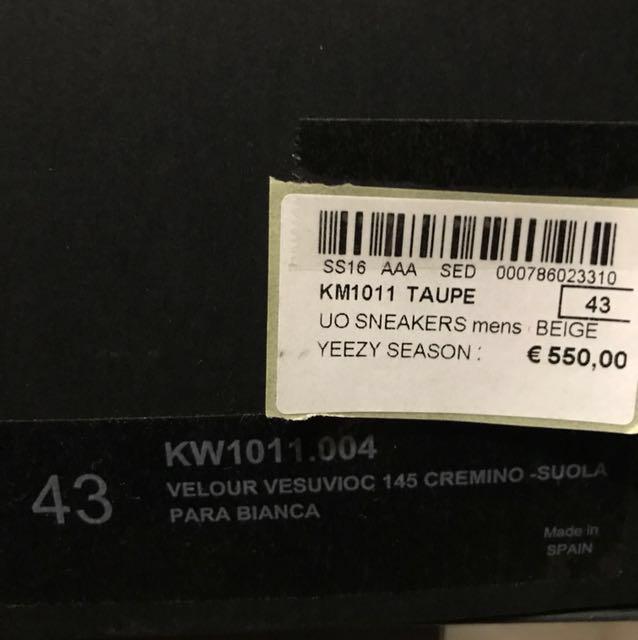 SS16 AAA SED 000786023310
KM1011 TAUPE 43
UO SNEAKERS mens BEIGE
YEEZY SEASON : € 550,00
KW1011.004
43
VELOUR VESUVIOC 145 CREMINO -SUOLA
PARA BIANCA
Made in
SPAIN